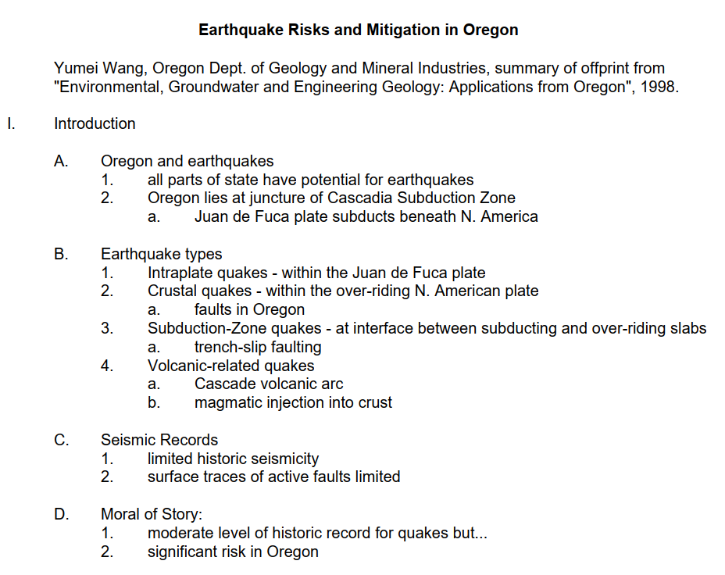 Earthquake Risks and Mitigation in Oregon
Yumei Wang, Oregon Dept. of Geology and Mineral Industries, summary of offprint from
"Environmental, Groundwater and Engineering Geology: Applications from Oregon", 1998.
I. Introduction
A. Oregon and earthquakes
1. all parts of state have potential for earthquakes
2. Oregon lies at juncture of Cascadia Subduction Zone
a. Juan de Fuca plate subducts beneath N. America
B. Earthquake types
1. Intraplate quakes - within the Juan de Fuca plate
2. Crustal quakes - within the over-riding N. American plate
a. faults in Oregon
3. Subduction-Zone quakes - at interface between subducting and over-riding slabs
a. trench-slip faulting
4. Volcanic-related quakes
a. Cascade volcanic arc
b. magmatic injection into crust
C. Seismic Records
1. limited historic seismicity
2. surface traces of active faults limited
D. Moral of Story:
1. moderate level of historic record for quakes but...
2. significant risk in Oregon